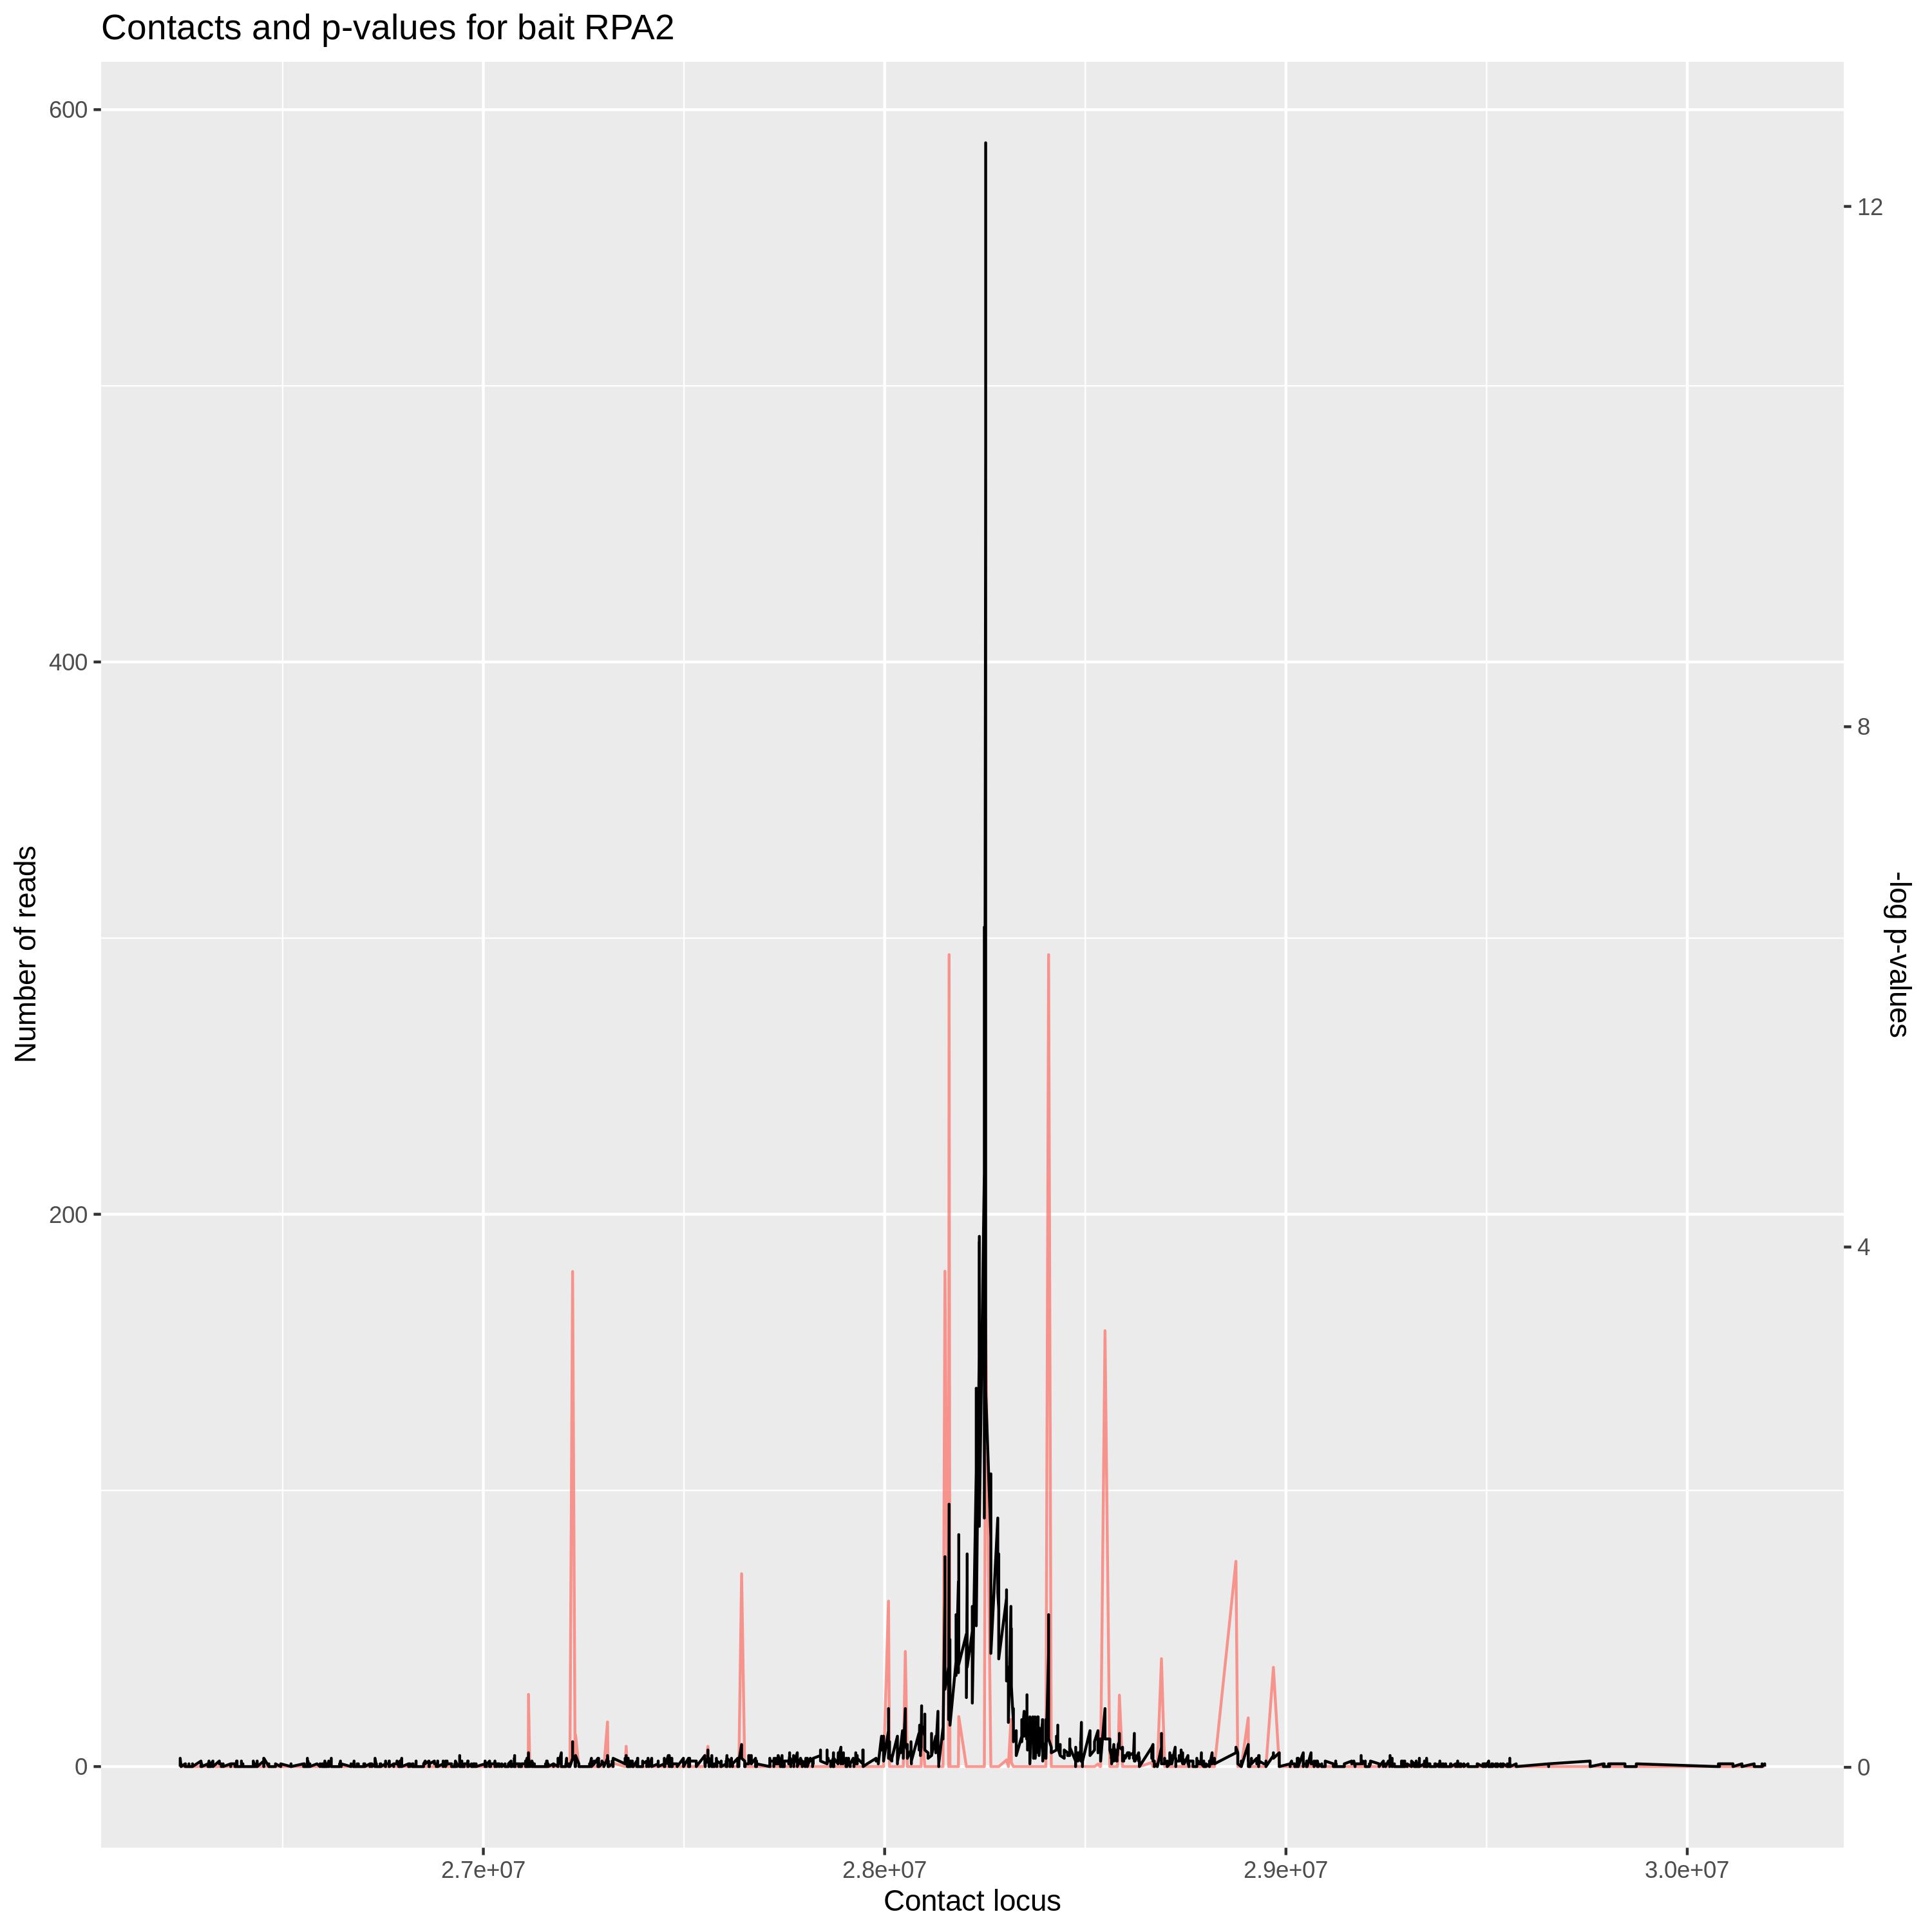 Contacts and p-values for bait RPA2
600
400
200
0
Number of reads
12
8
4
0
-log p-values
2.7e+07
2.8e+07
2.9e+07
3.0e+07
Contact locus